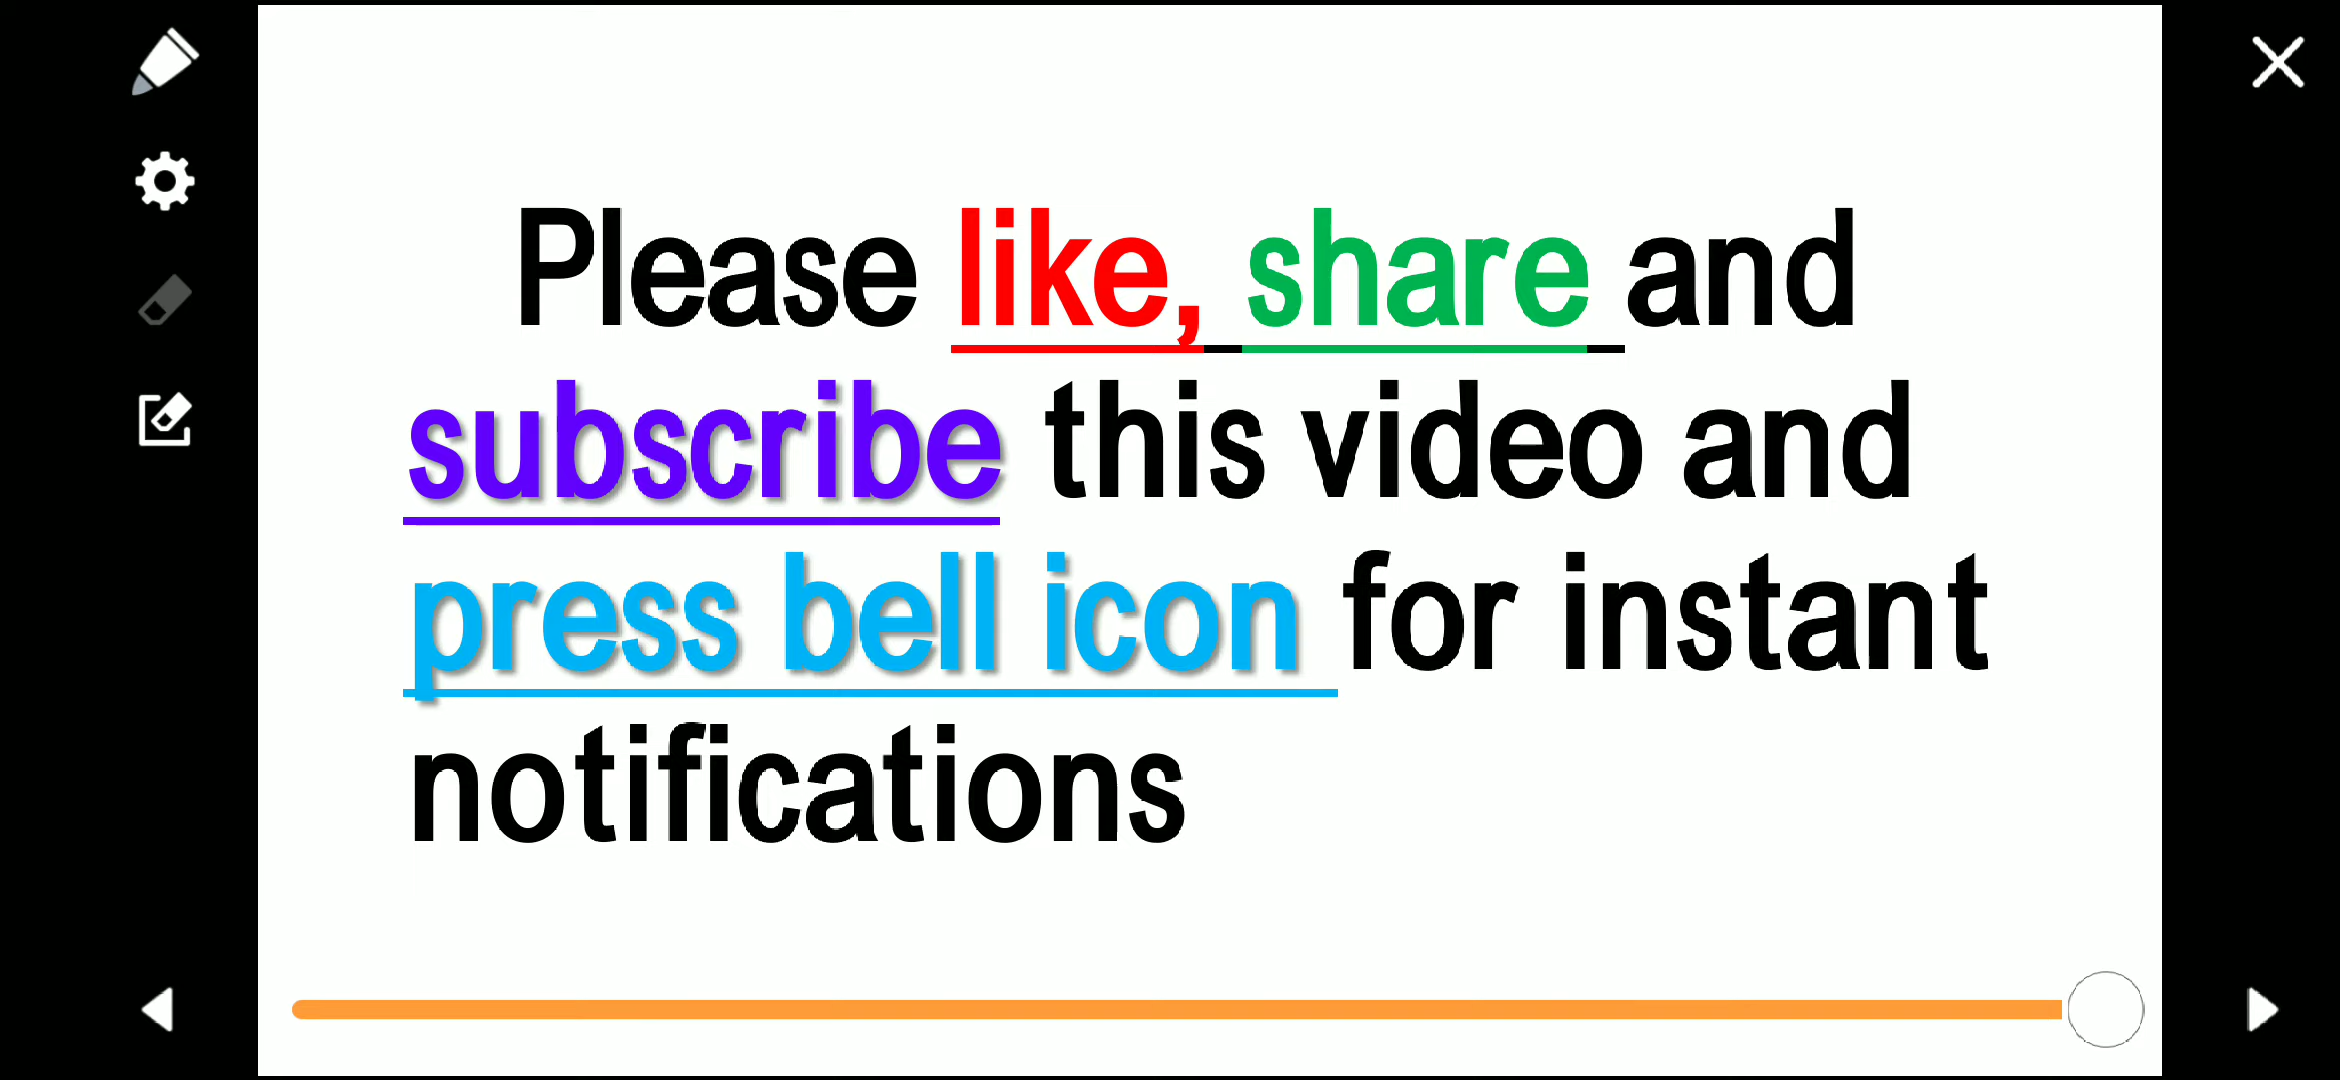 Please like, share and
subscribe this video and
press bell icon for instant
notifications